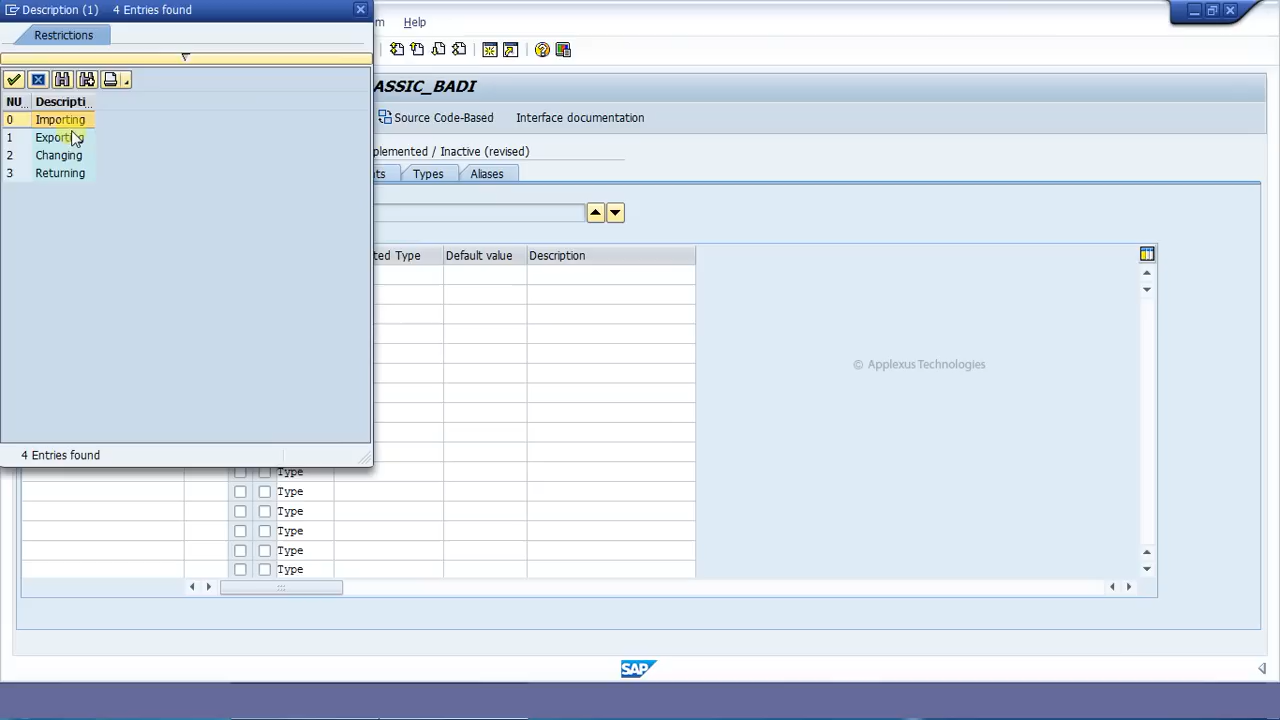 Description (1) 4 Entries found
Restrictions
NU.. Descripti..
0 Importing
1 Exporting
2 Changing
3 Returning
4 Entries found
m Help
ASSIC_BADI
Source Code-Based Interface documentation
plemented / Inactive (revised)
ts Types Aliases
ted Type Default value Description
© Applexus Technologies
Type
Type
Type
Type
Type
Type
SAP